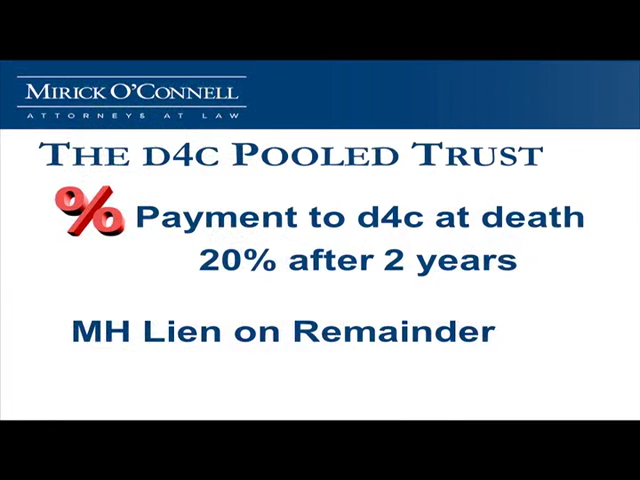 MIRICK O'CONNELL
ATTORNEYS AT LAW
THE D4C POOLED TRUST
% Payment to d4c at death
20% after 2 years
MH Lien on Remainder